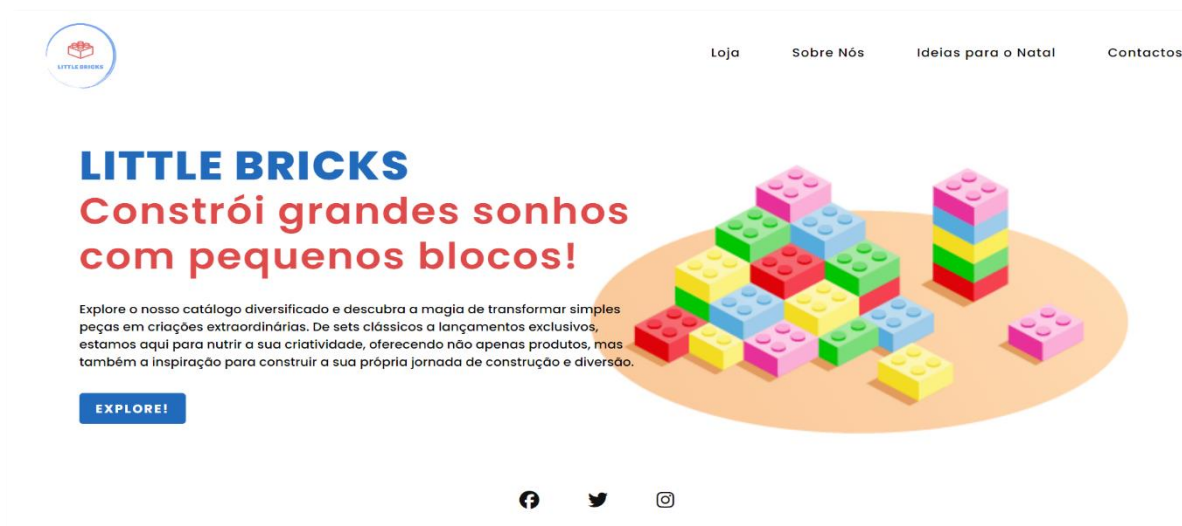 LITTLE BRICKS
Loja Sobre Nós Ideias para o Natal Contactos
LITTLE BRICKS
Constrói grandes sonhos
com pequenos blocos!
Explore o nosso catálogo diversificado e descubra a magia de transformar simples
peças em criações extraordinárias. De sets clássicos a lançamentos exclusivos,
estamos aqui para nutrir a sua criatividade, oferecendo não apenas produtos, mas
também a inspiração para construir a sua própria jornada de construção e diversão.
EXPLORE!